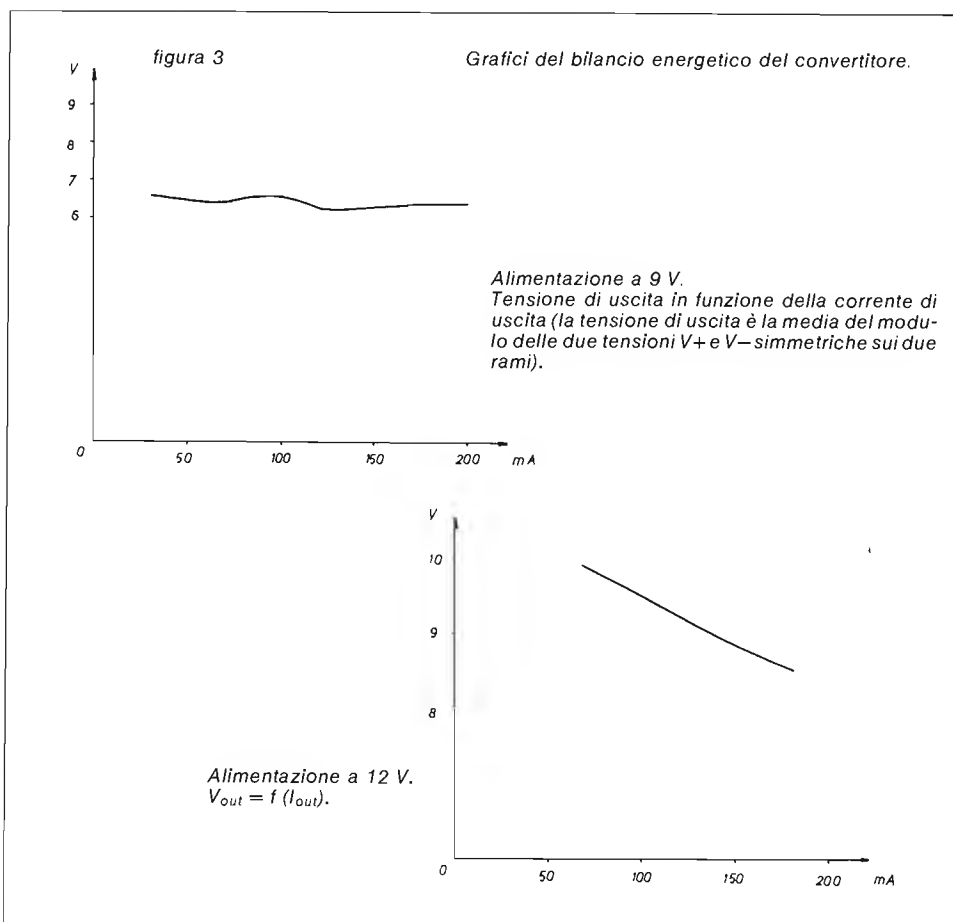 figura 3
Grafici del bilancio energetico del convertitore.
V
9
8
7
6
0
50
100
150
200
mA
Alimentazione a 9 V.
Tensione di uscita in funzione della corrente di
uscita (la tensione di uscita è la media del modu-
lo delle due tensioni V+ e V− simmetriche sui due
rami).
V
10
9
8
Alimentazione a 12 V.
Vout = f (Iout).
0
50
100
150
200
mA